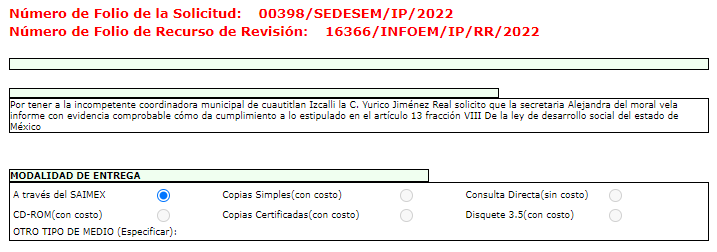 Número de Folio de la Solicitud: 00398/SEDESEM/IP/2022
Número de Folio de Recurso de Revisión: 16366/INFOEM/IP/RR/2022
Por tener a la incompetente coordinadora municipal de cuautitlan Izcalli la C. Yurico Jiménez Real solicito que la secretaria Alejandra del moral vela
informe con evidencia comprobable cómo da cumplimiento a lo estipulado en el artículo 13 fracción VIII De la ley de desarrollo social del estado de
México
MODALIDAD DE ENTREGA
A través del SAIMEX Copias Simples(con costo) Consulta Directa(sin costo)
CD-ROM(con costo) Copias Certificadas(con costo) Disquete 3.5(con costo)
OTRO TIPO DE MEDIO (Especificar):